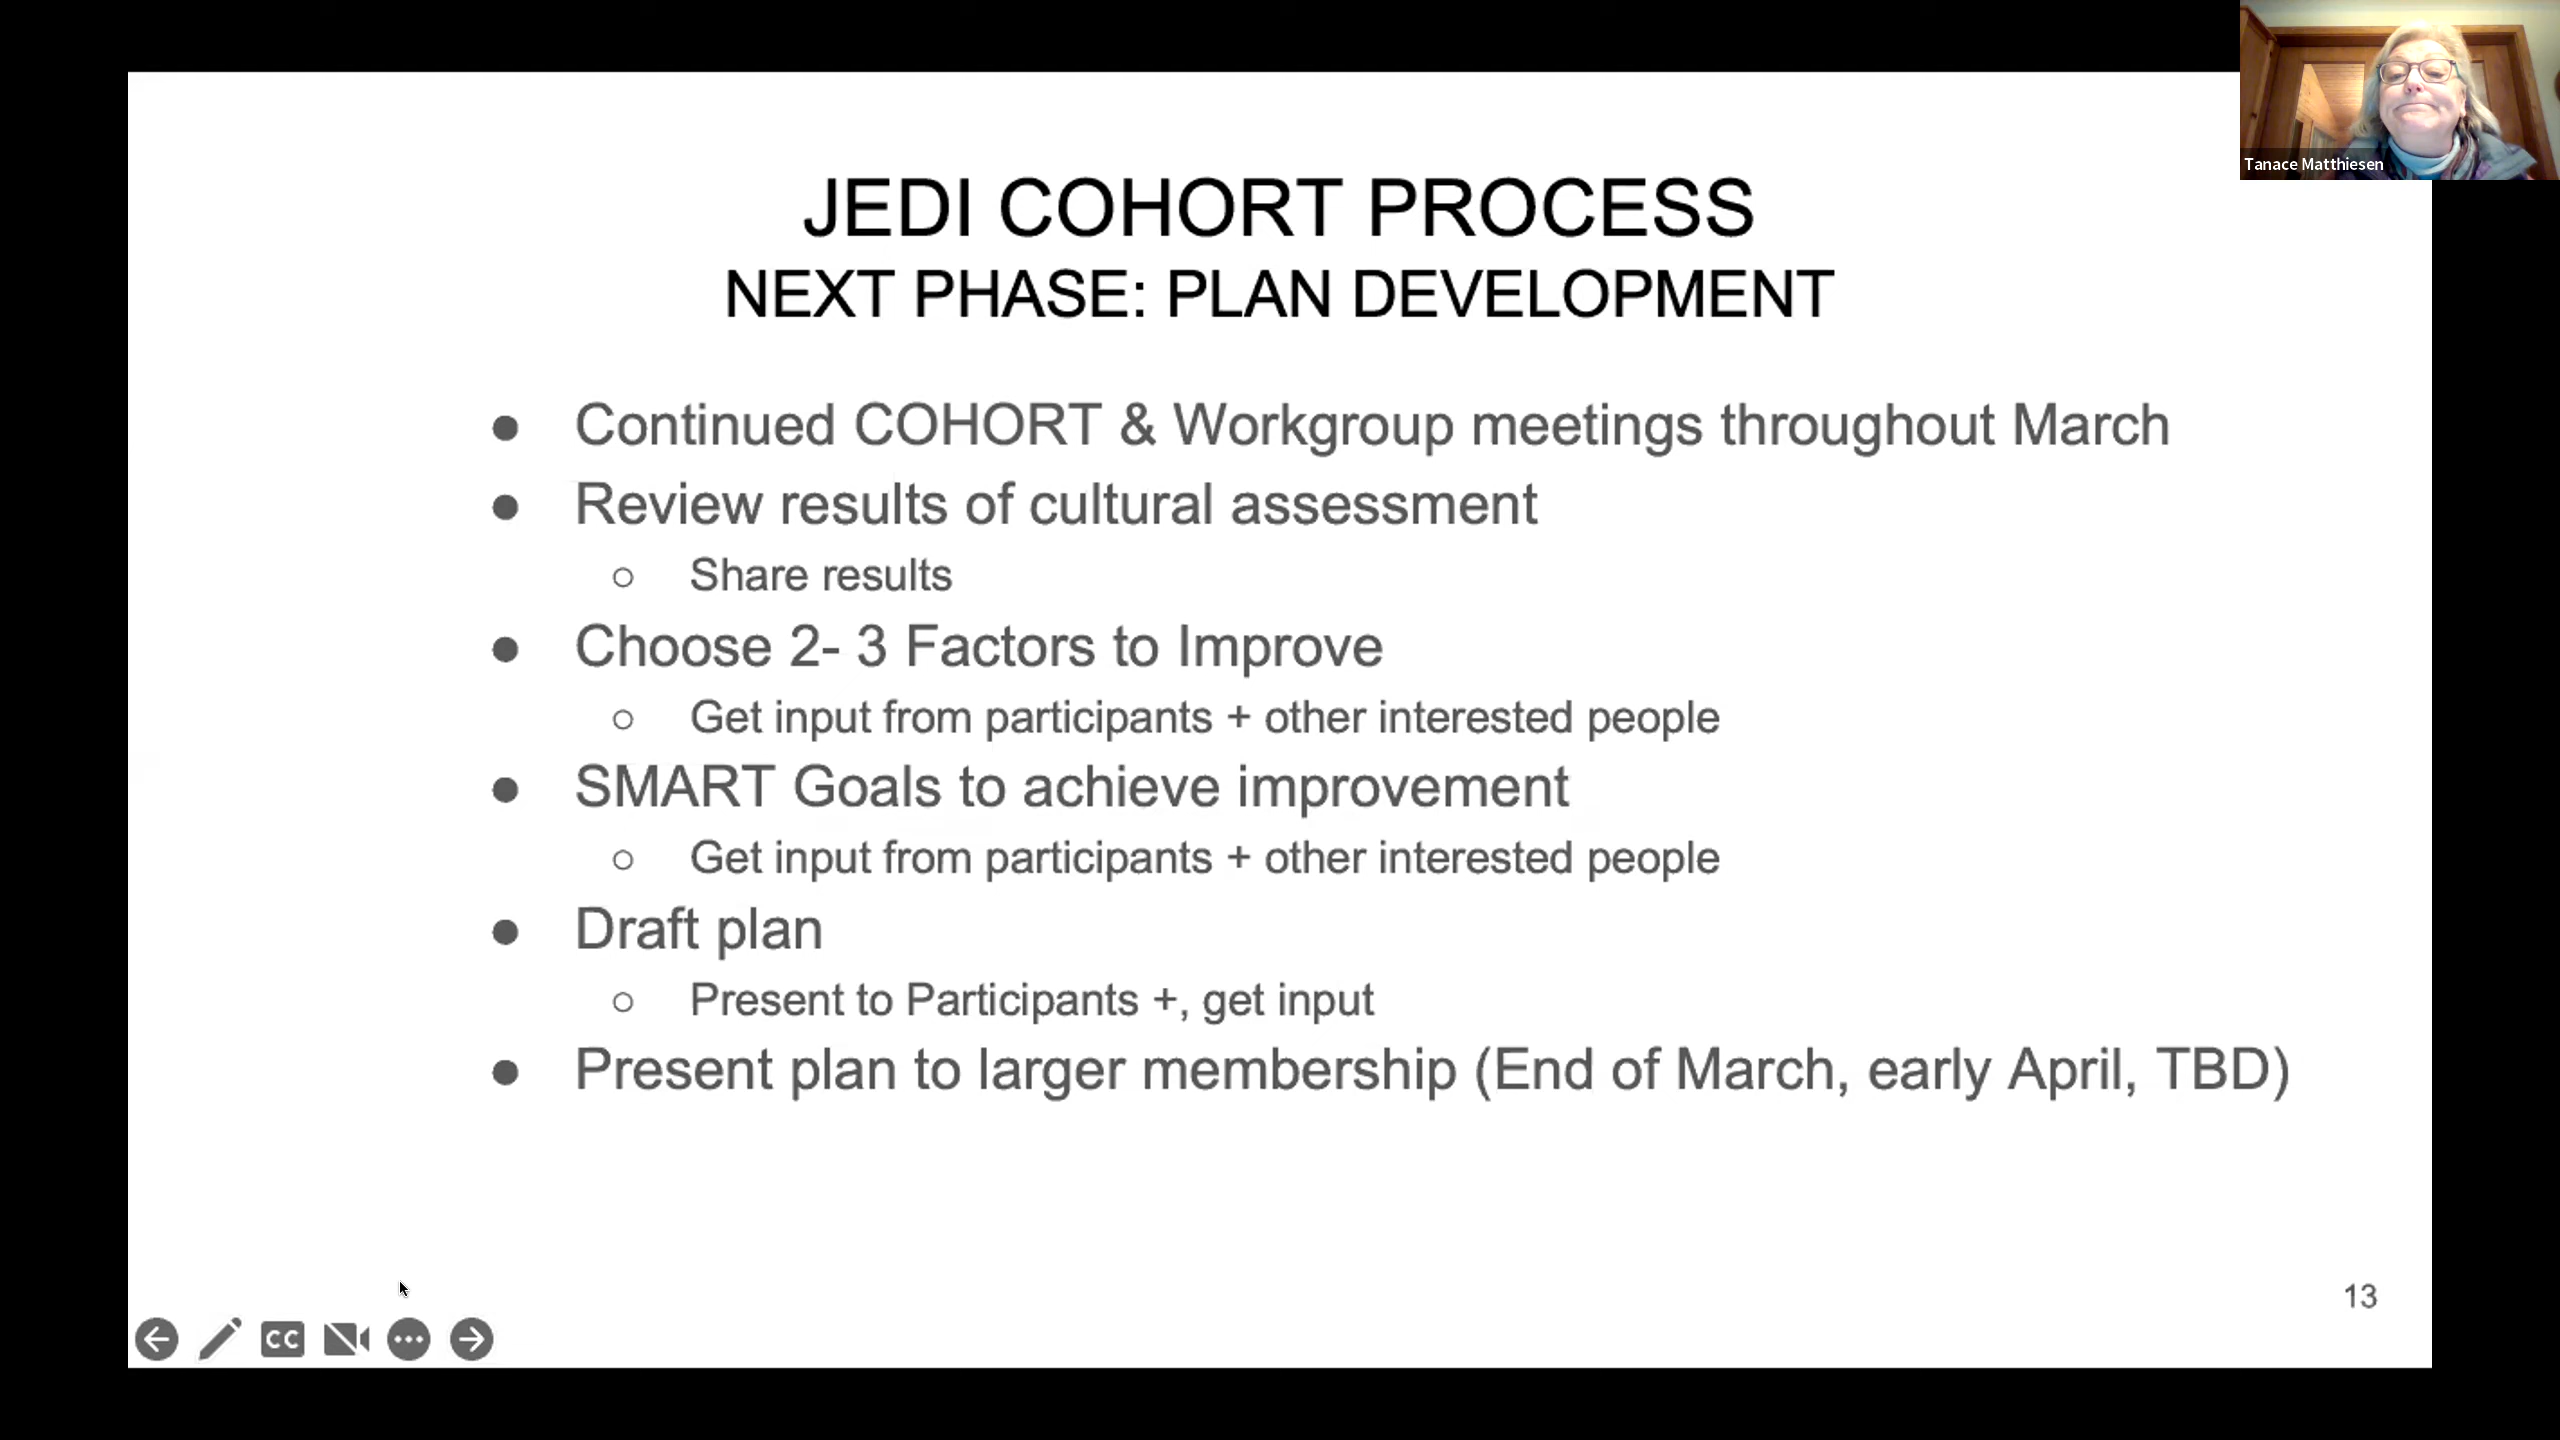 Tanace Matthiesen
JEDI COHORT PROCESS
NEXT PHASE: PLAN DEVELOPMENT
● Continued COHORT & Workgroup meetings throughout March
● Review results of cultural assessment
○ Share results
● Choose 2- 3 Factors to Improve
○ Get input from participants + other interested people
● SMART Goals to achieve improvement
○ Get input from participants + other interested people
● Draft plan
○ Present to Participants +, get input
● Present plan to larger membership (End of March, early April, TBD)
13
CC